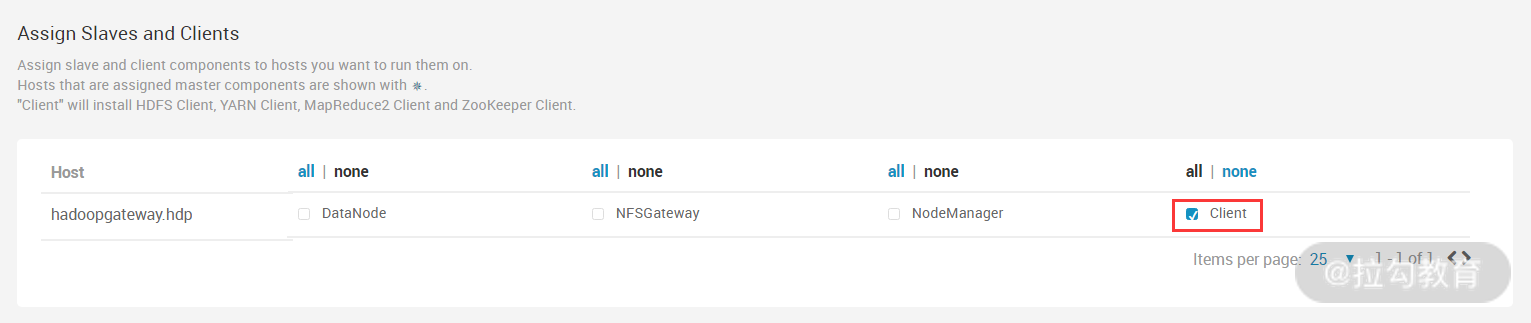 Assign Slaves and Clients
Assign slave and client components to hosts you want to run them on.
Hosts that are assigned master components are shown with ✵.
"Client" will install HDFS Client, YARN Client, MapReduce2 Client and ZooKeeper Client.
Host all | none all | none all | none all | none
hadoopgateway.hdp DataNode NFSGateway NodeManager Client
Items per page: 25 1 - 1 of 1
@拉勾教育